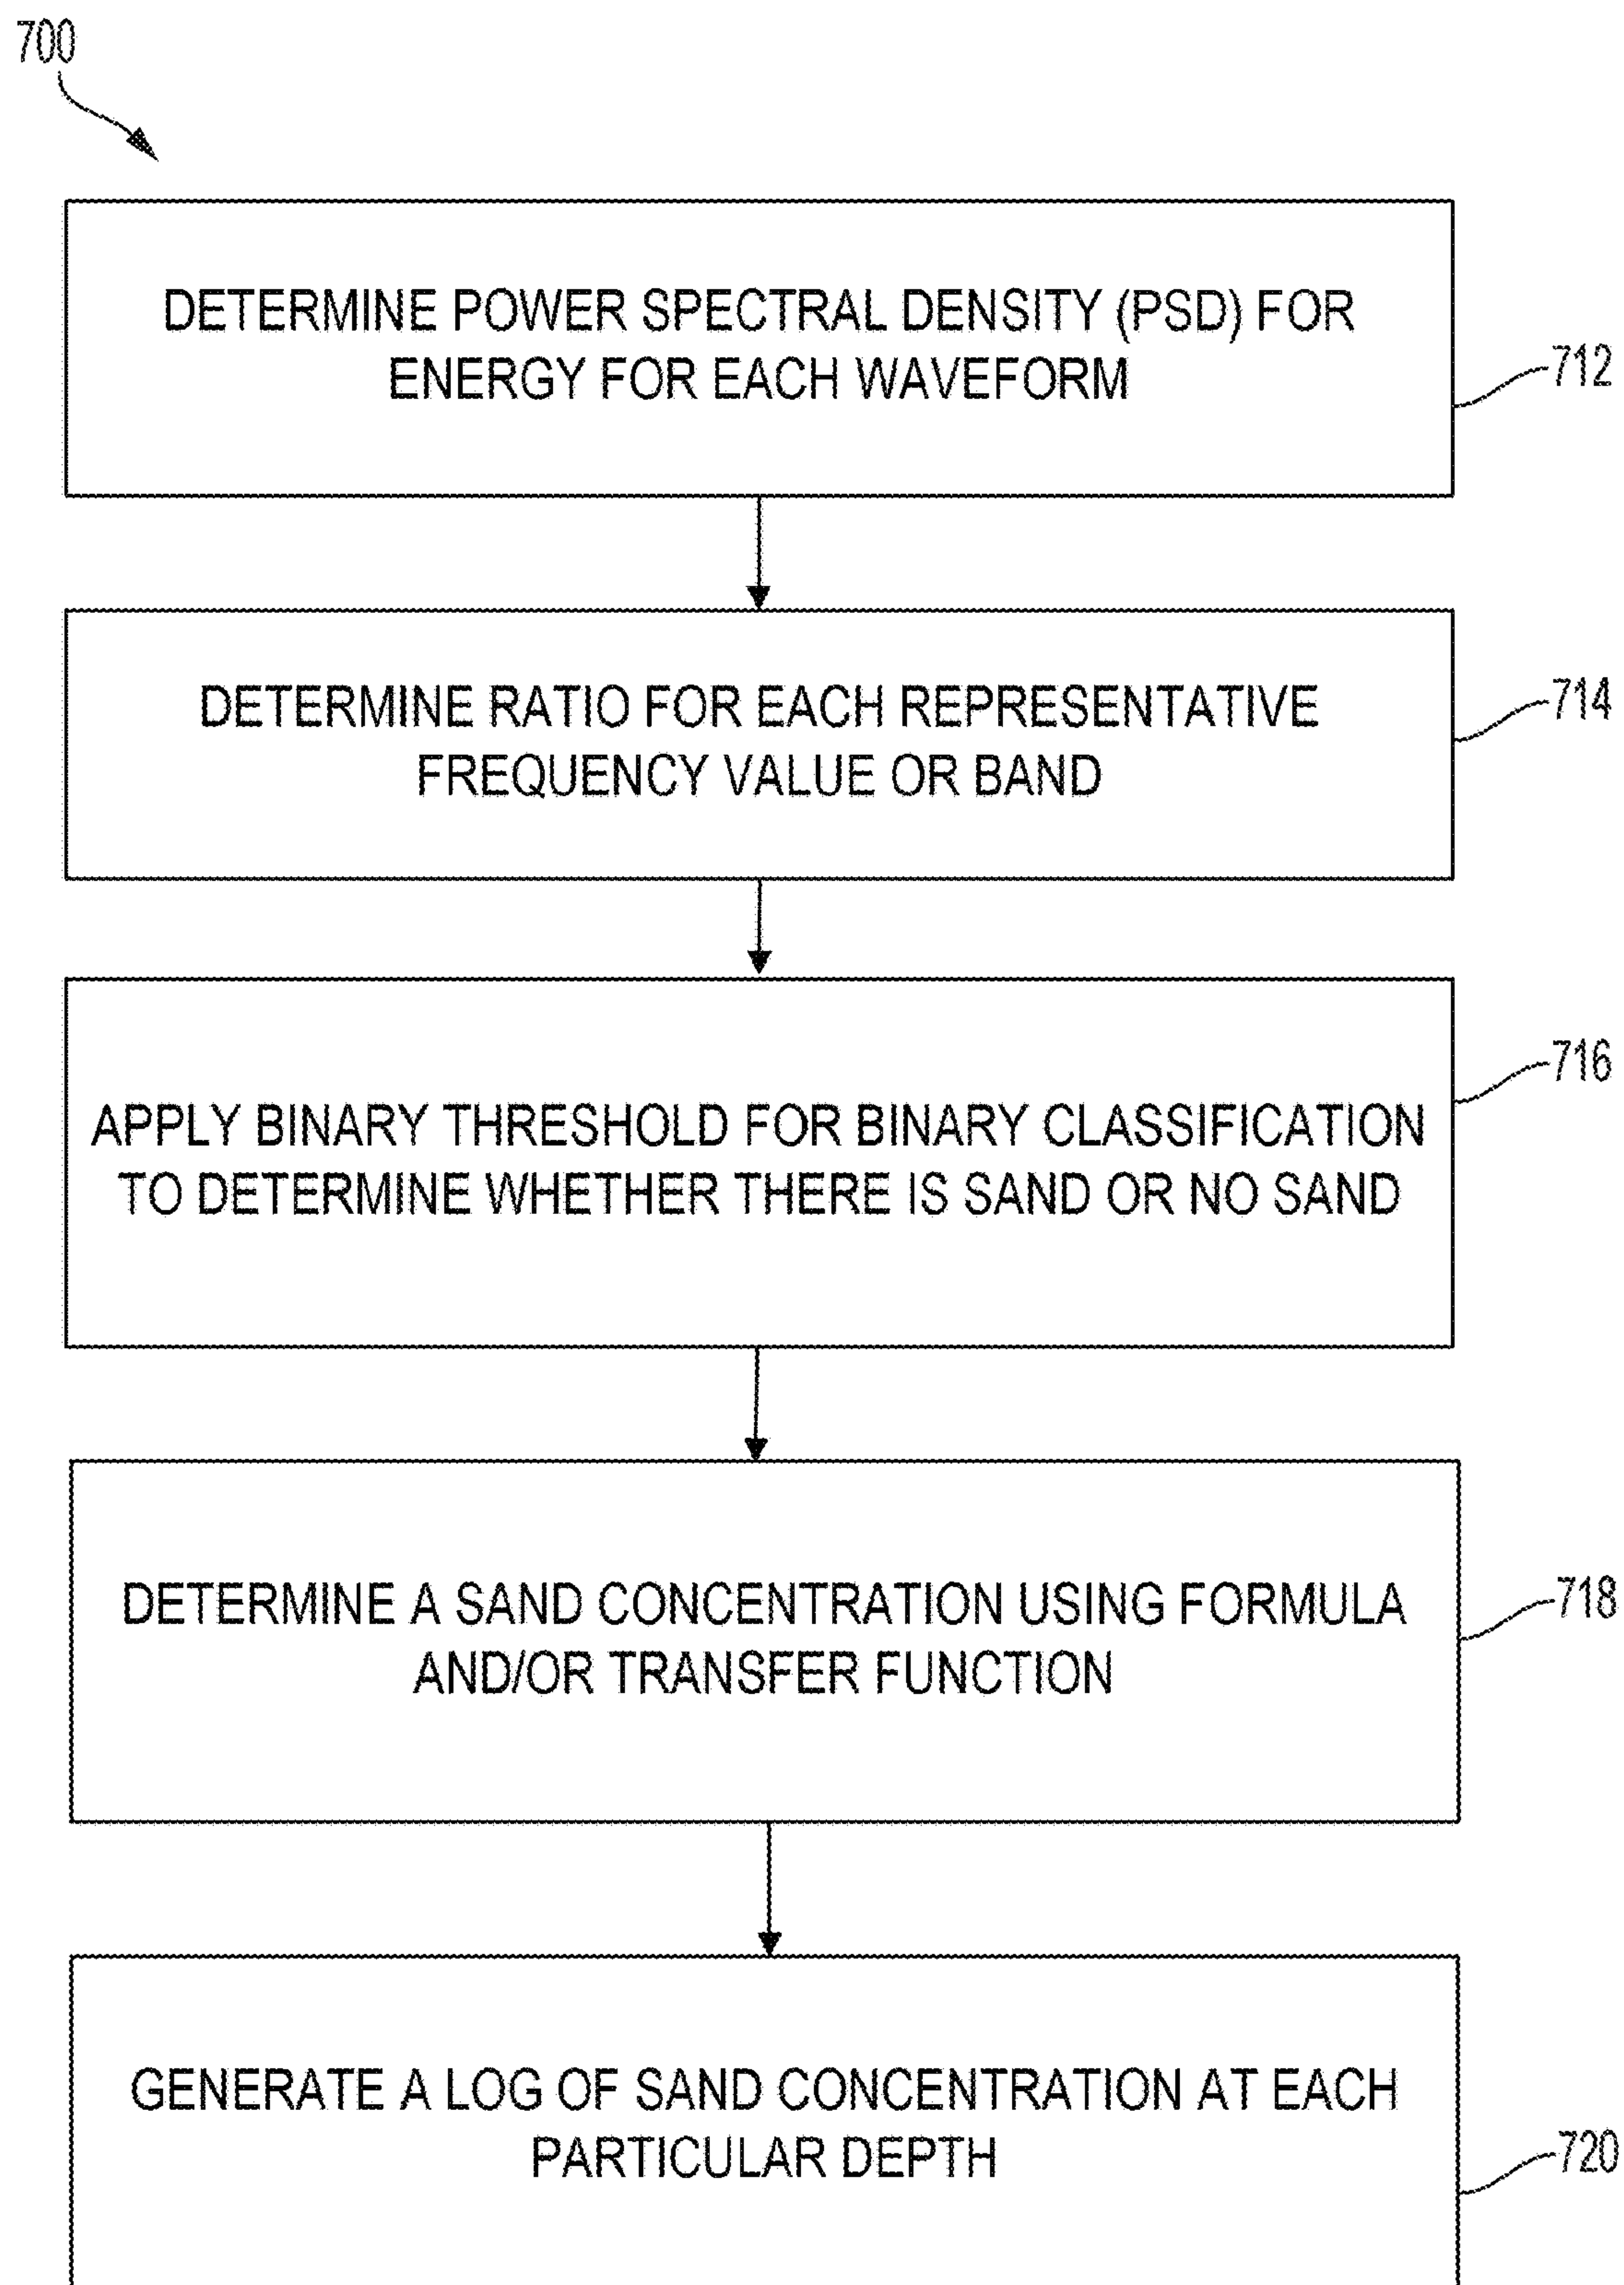 700
DETERMINE POWER SPECTRAL DENSITY (PSD) FOR
ENERGY FOR EACH WAVEFORM
712
DETERMINE RATIO FOR EACH REPRESENTATIVE
FREQUENCY VALUE OR BAND
714
APPLY BINARY THRESHOLD FOR BINARY CLASSIFICATION
TO DETERMINE WHETHER THERE IS SAND OR NO SAND
716
DETERMINE A SAND CONCENTRATION USING FORMULA
AND/OR TRANSFER FUNCTION
718
GENERATE A LOG OF SAND CONCENTRATION AT EACH
PARTICULAR DEPTH
720